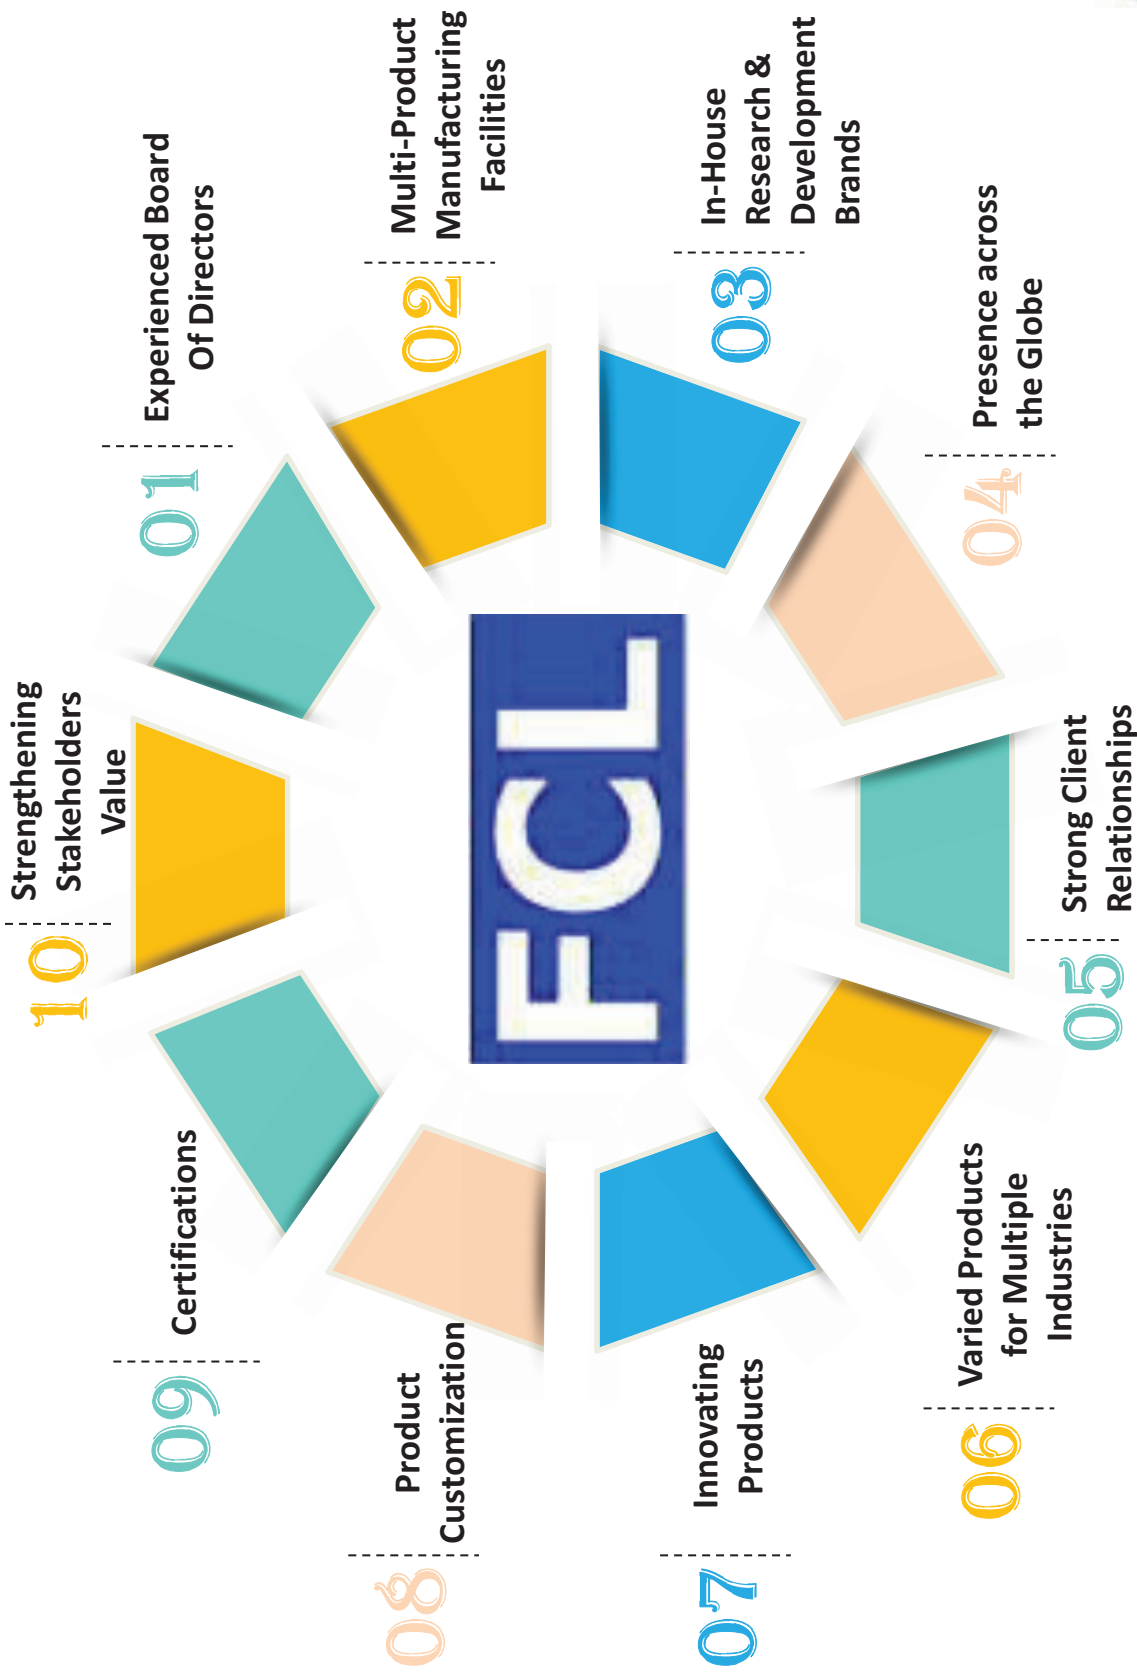 01
Experienced Board
Of Directors
02
Multi-Product
Manufacturing
Facilities
03
In-House
Research &
Development
Brands
04
Presence across
the Globe
05
Strong Client
Relationships
06
Varied Products
for Multiple
Industries
07
Innovating
Products
08
Product
Customization
09
Certifications
10
Strengthening
Stakeholders
Value
FCL